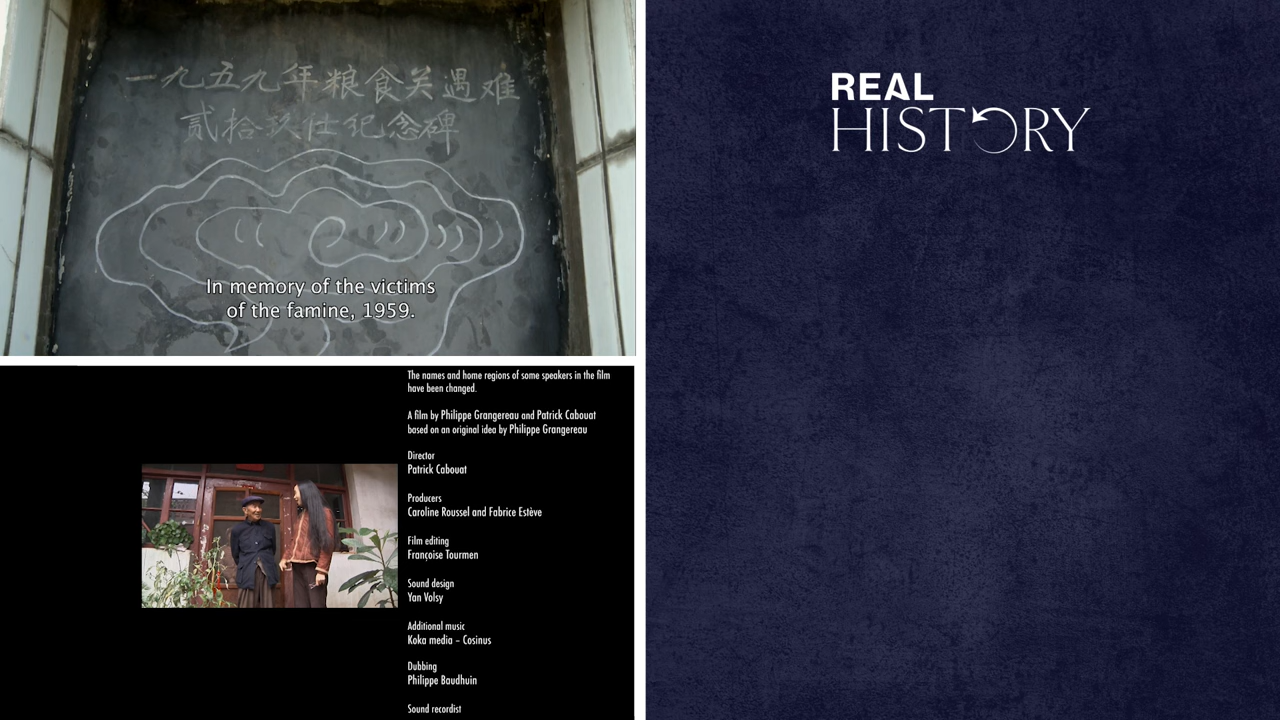 一九五九年粮食关遇难
贰拾玖仕纪念碑
In memory of the victims
of the famine, 1959.
The names and home regions of some speakers in the film
have been changed.
A film by Philippe Grangereau and Patrick Cabouat
based on an original idea by Philippe Grangereau
Director
Patrick Cabouat
Producers
Caroline Roussel and Fabrice Estève
Film editing
Françoise Tourmen
Sound design
Yan Volsy
Additional music
Koka media – Cosinus
Dubbing
Philippe Baudhuin
Sound recordist
REAL
HISTORY